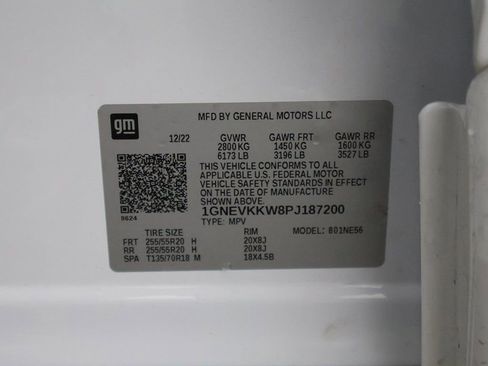 gm
MFD BY GENERAL MOTORS LLC
12/22 GVWR GAWR FRT GAWR RR
2800 KG 1450 KG 1600 KG
6173 LB 3196 LB 3527 LB
THIS VEHICLE CONFORMS TO ALL
APPLICABLE U.S. FEDERAL MOTOR
VEHICLE SAFETY STANDARDS IN EFFECT
ON THE DATE OF MANUFACTURE
SHOWN ABOVE.
9624
1GNEVKKW8PJ187200
TYPE: MPV
TIRE SIZE RIM MODEL: 801NE56
FRT 255/55R20 H 20X8J
RR 255/55R20 H 20X8J
SPA T135/70R18 M 18X4.5B